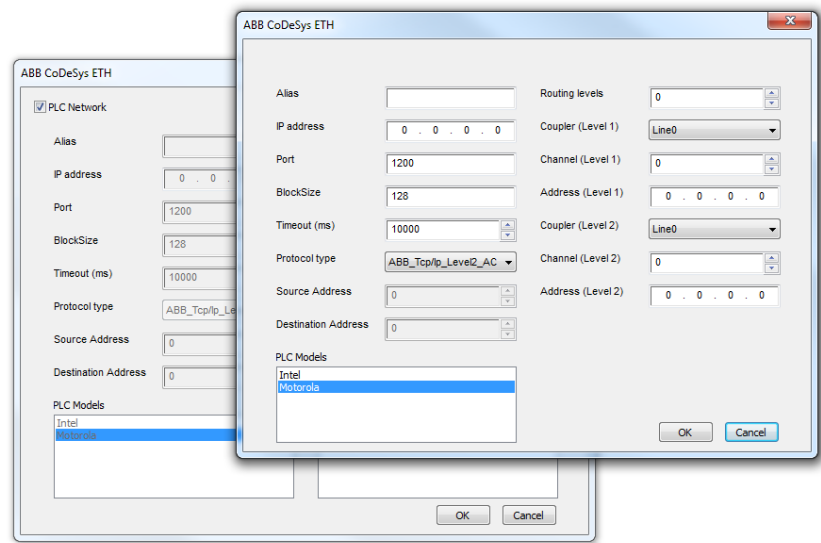 ABB CoDeSys ETH
Alias
IP address 0 . 0 . 0 . 0
Port 1200
BlockSize 128
Timeout (ms) 10000
Protocol type ABB_Tcp/Ip_Level2_AC
Source Address 0
Destination Address 0
PLC Models
Intel
Motorola
Routing levels 0
Coupler (Level 1) Line0
Channel (Level 1) 0
Address (Level 1) 0 . 0 . 0 . 0
Coupler (Level 2) Line0
Channel (Level 2) 0
Address (Level 2) 0 . 0 . 0 . 0
OK Cancel
ABB CoDeSys ETH
PLC Network
Alias
IP address 0 . 0 .
Port 1200
BlockSize 128
Timeout (ms) 10000
Protocol type ABB_Tcp/Ip_Le
Source Address 0
Destination Address 0
PLC Models
Intel
Motorola
OK Cancel